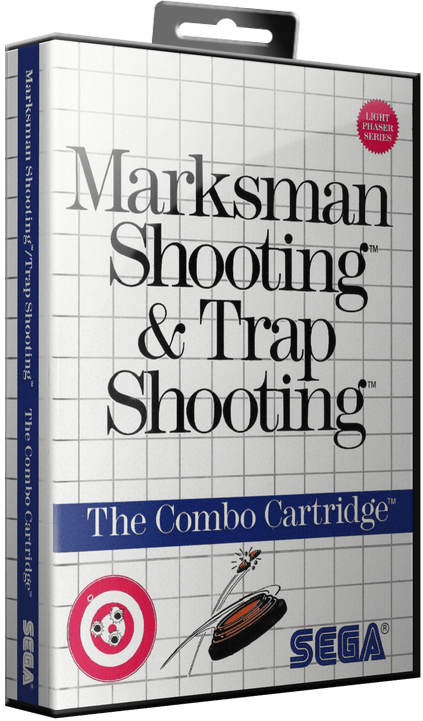 LIGHT
PHASER
SERIES
Marksman
Shooting™
& Trap
Shooting™
The Combo Cartridge™
SEGA®
Marksman Shooting™/Trap Shooting™ The Combo Cartridge™
SEGA